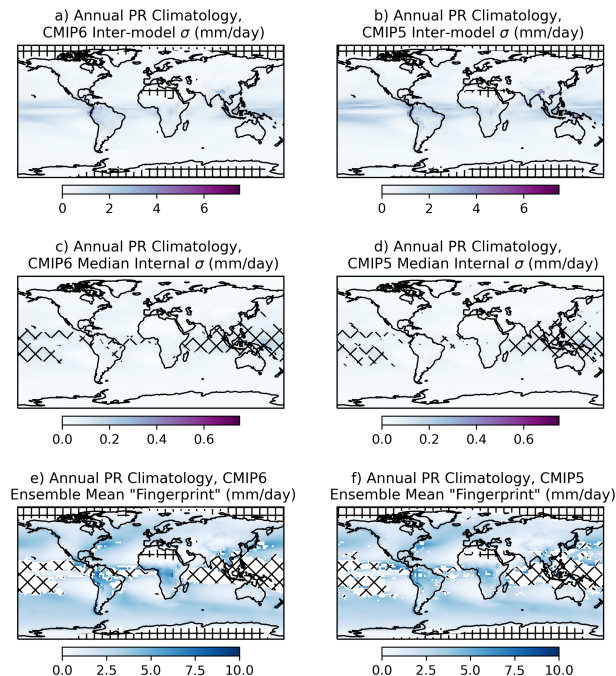 a) Annual PR Climatology,
CMIP6 Inter-model σ (mm/day)
b) Annual PR Climatology,
CMIP5 Inter-model σ (mm/day)
0 2 4 6
0 2 4 6
c) Annual PR Climatology,
CMIP6 Median Internal σ (mm/day)
d) Annual PR Climatology,
CMIP5 Median Internal σ (mm/day)
0.0 0.2 0.4 0.6
0.0 0.2 0.4 0.6
e) Annual PR Climatology, CMIP6
Ensemble Mean "Fingerprint" (mm/day)
f) Annual PR Climatology, CMIP5
Ensemble Mean "Fingerprint" (mm/day)
0.0 2.5 5.0 7.5 10.0
0.0 2.5 5.0 7.5 10.0